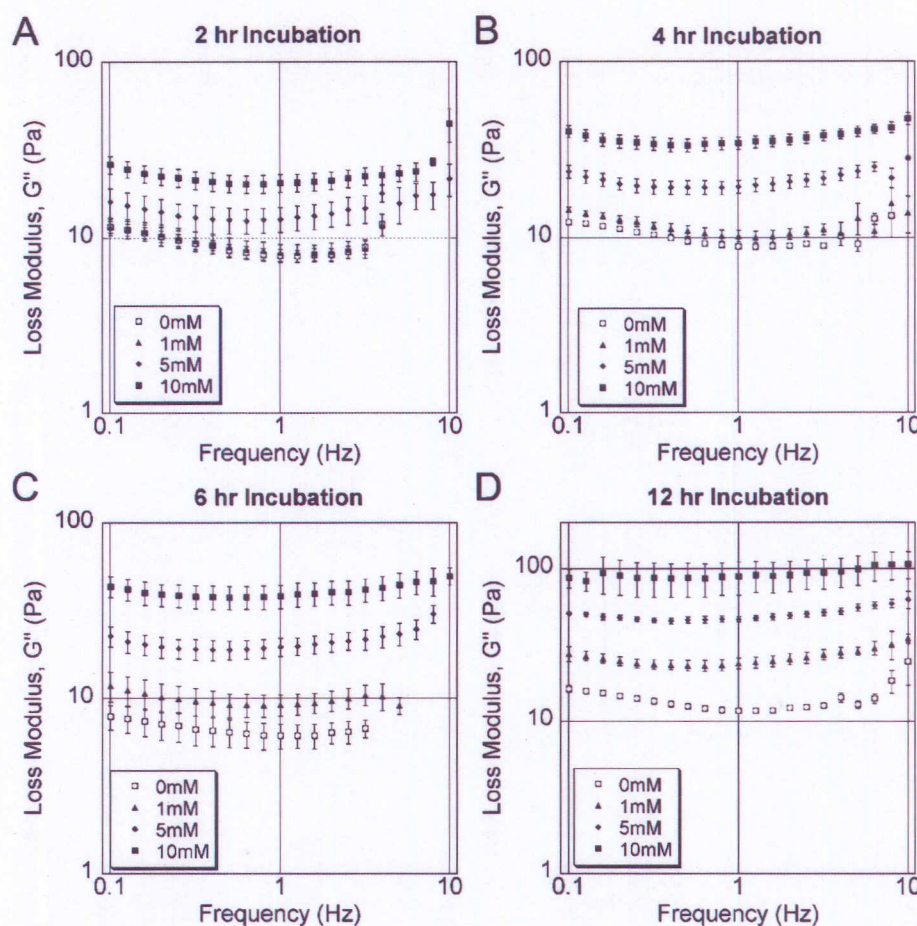 A
2 hr Incubation
100
10
1
Loss Modulus, G" (Pa)
0mM
1mM
5mM
10mM
0.1
1
10
Frequency (Hz)
B
4 hr Incubation
100
10
1
Loss Modulus, G" (Pa)
0mM
1mM
5mM
10mM
0.1
1
10
Frequency (Hz)
C
6 hr Incubation
100
10
1
Loss Modulus, G" (Pa)
0mM
1mM
5mM
10mM
0.1
1
10
Frequency (Hz)
D
12 hr Incubation
100
10
1
Loss Modulus, G" (Pa)
0mM
1mM
5mM
10mM
0.1
1
10
Frequency (Hz)